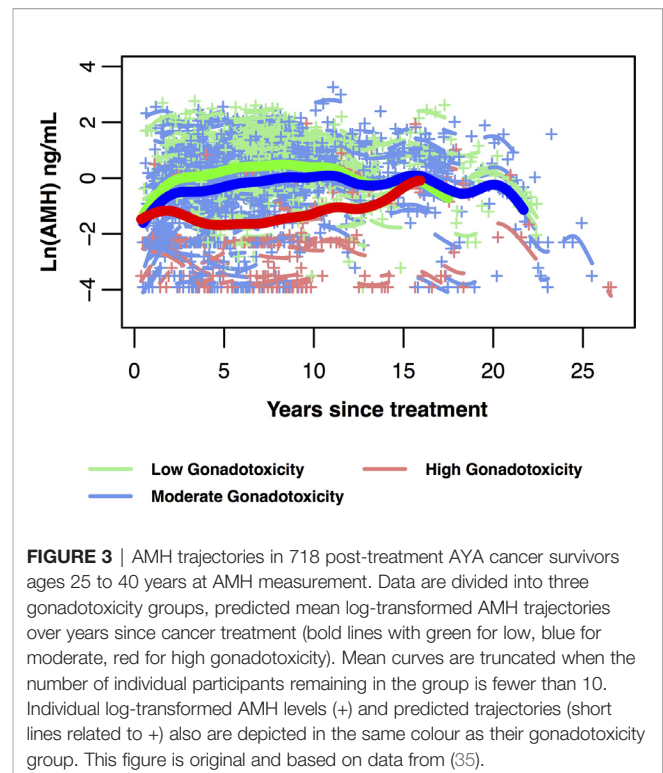 4
2
0
−2
−4
Ln(AMH) ng/mL
0 5 10 15 20 25
Years since treatment
Low Gonadotoxicity High Gonadotoxicity
Moderate Gonadotoxicity
FIGURE 3 | AMH trajectories in 718 post-treatment AYA cancer survivors
ages 25 to 40 years at AMH measurement. Data are divided into three
gonadotoxicity groups, predicted mean log-transformed AMH trajectories
over years since cancer treatment (bold lines with green for low, blue for
moderate, red for high gonadotoxicity). Mean curves are truncated when the
number of individual participants remaining in the group is fewer than 10.
Individual log-transformed AMH levels (+) and predicted trajectories (short
lines related to +) also are depicted in the same colour as their gonadotoxicity
group. This figure is original and based on data from (35).